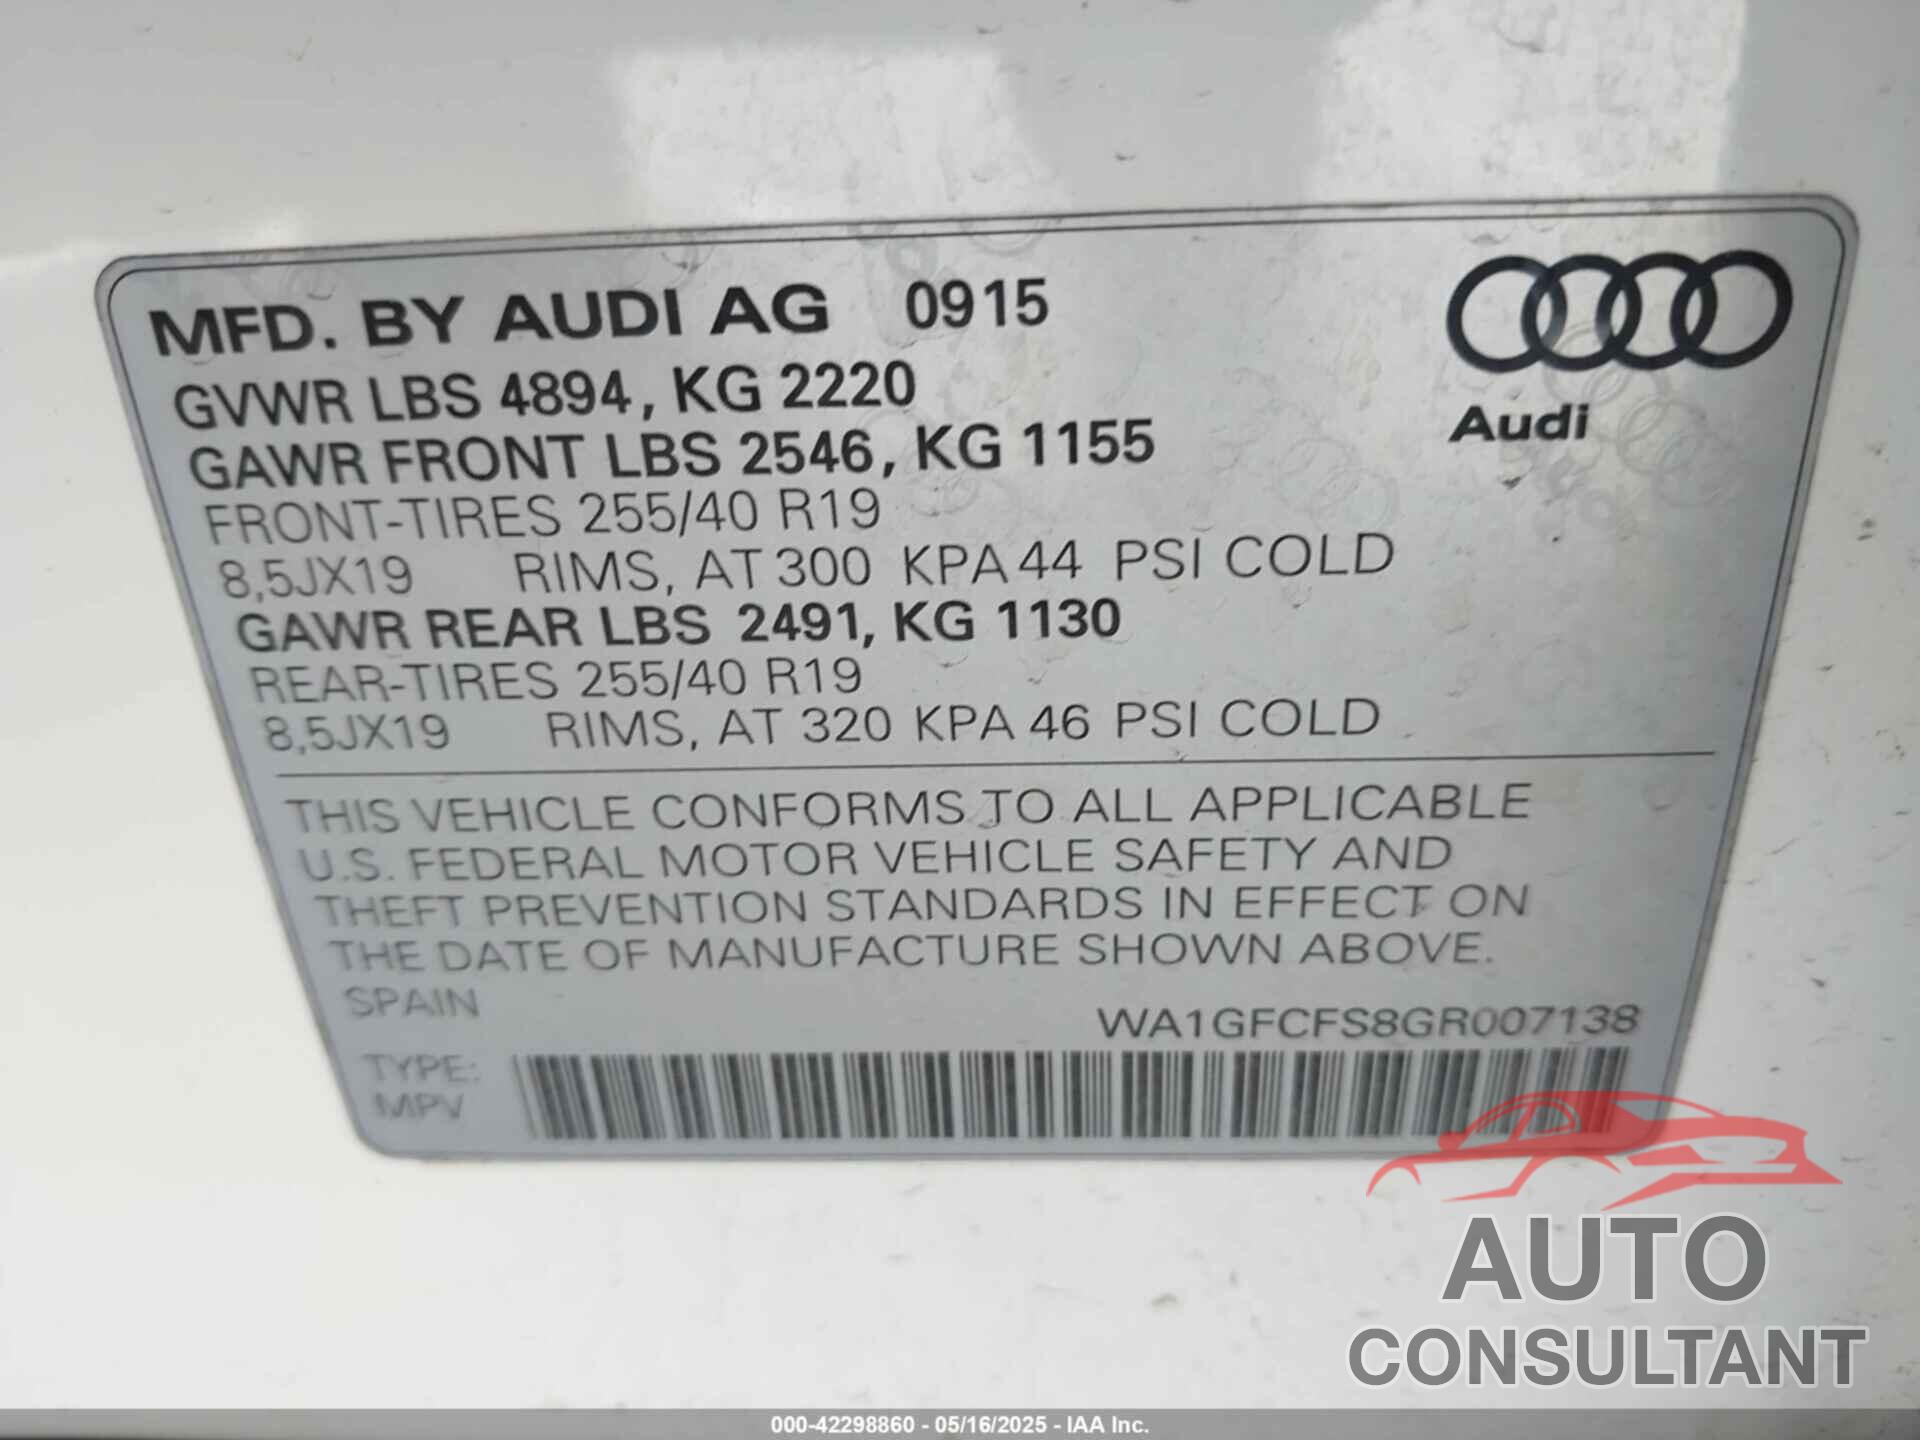 MFD. BY AUDI AG 0915
Audi
GVWR LBS 4894, KG 2220
GAWR FRONT LBS 2546, KG 1155
FRONT-TIRES 255/40 R19
8,5JX19 RIMS, AT 300 KPA 44 PSI COLD
GAWR REAR LBS 2491, KG 1130
REAR-TIRES 255/40 R19
8,5JX19 RIMS, AT 320 KPA 46 PSI COLD
THIS VEHICLE CONFORMS TO ALL APPLICABLE
U.S. FEDERAL MOTOR VEHICLE SAFETY AND
THEFT PREVENTION STANDARDS IN EFFECT ON
THE DATE OF MANUFACTURE SHOWN ABOVE.
SPAIN
WA1GFCFS8GR007138
TYPE:
MPV
AUTO
CONSULTANT
000-42298860 - 05/16/2025 - IAA Inc.